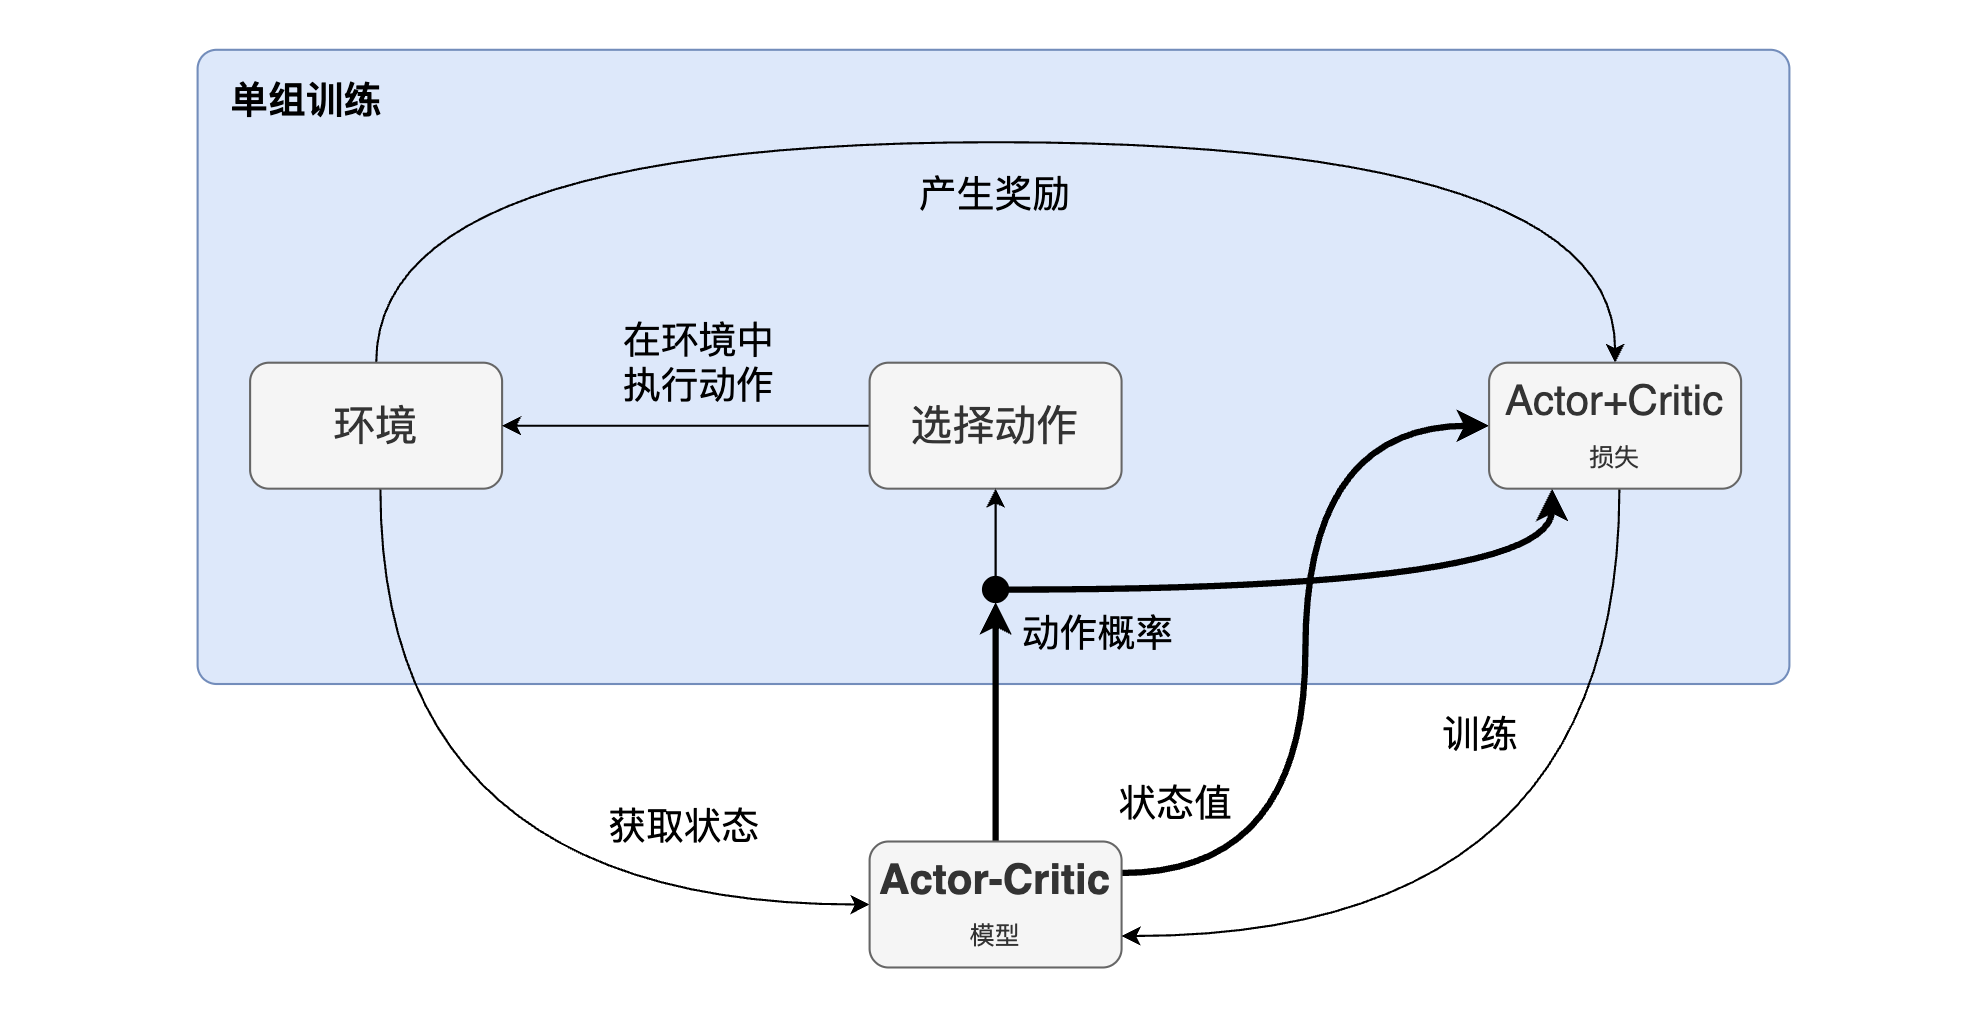 单组训练
产生奖励
在环境中
执行动作
环境
选择动作
Actor+Critic
损失
动作概率
训练
状态值
获取状态
Actor-Critic
模型